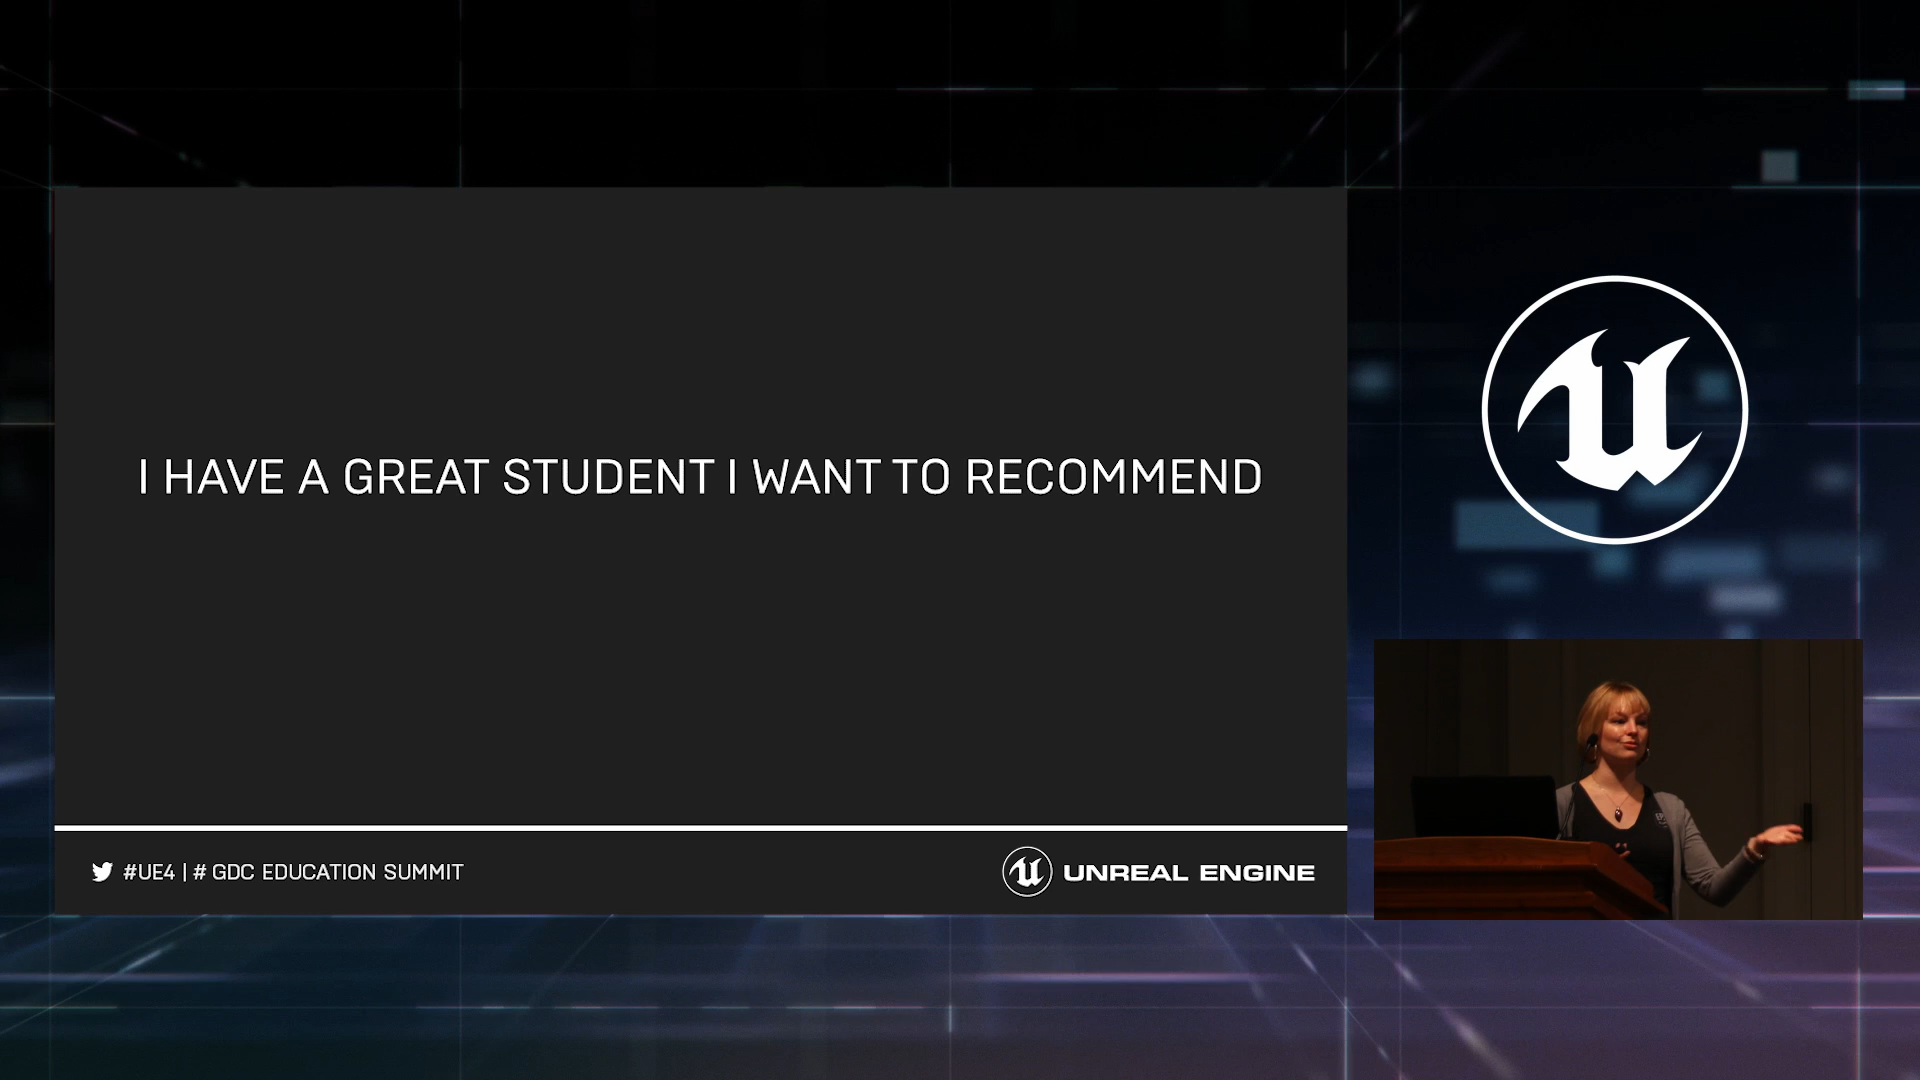 I HAVE A GREAT STUDENT I WANT TO RECOMMEND
#UE4 | # GDC EDUCATION SUMMIT
UNREAL ENGINE